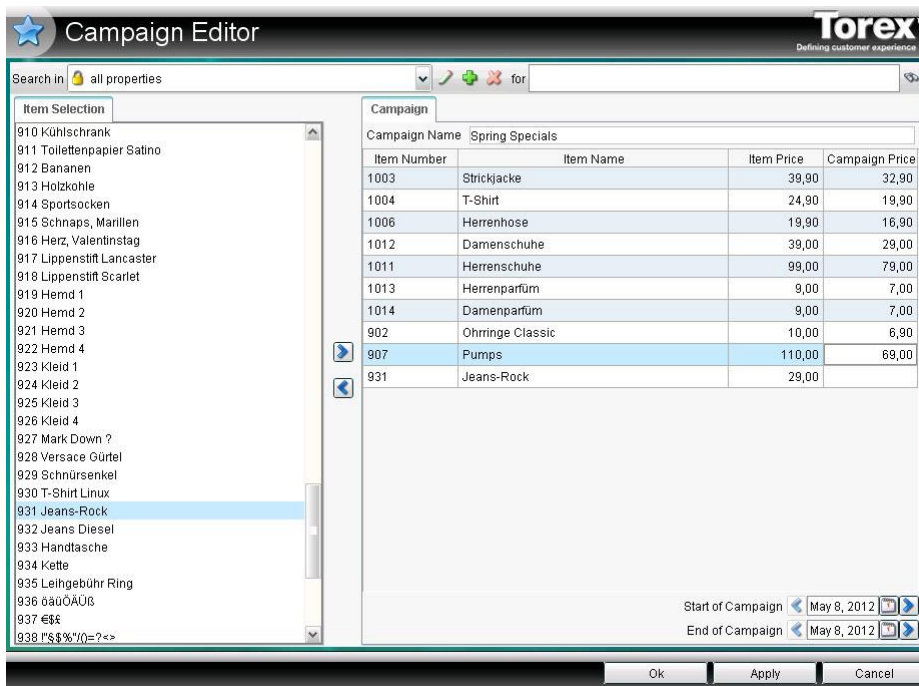 Campaign Editor
Torex
Defining customer experience
Search in all properties for
Item Selection
910 Kühlschrank
911 Toilettenpapier Satino
912 Bananen
913 Holzkohle
914 Sportsocken
915 Schnaps, Marillen
916 Herz, Valentinstag
917 Lippenstift Lancaster
918 Lippenstift Scarlet
919 Hemd 1
920 Hemd 2
921 Hemd 3
922 Hemd 4
923 Kleid 1
924 Kleid 2
925 Kleid 3
926 Kleid 4
927 Mark Down ?
928 Versace Gürtel
929 Schnürsenkel
930 T-Shirt Linux
931 Jeans-Rock
932 Jeans Diesel
933 Handtasche
934 Kette
935 Leihgebühr Ring
936 öäüÖÄÜß
937 €$£
938 !"§$%"/()=?<>
Campaign
Campaign Name Spring Specials
Item Number Item Name Item Price Campaign Price
1003 Strickjacke 39,90 32,90
1004 T-Shirt 24,90 19,90
1006 Herrenhose 19,90 16,90
1012 Damenschuhe 39,00 29,00
1011 Herrenschuhe 99,00 79,00
1013 Herrenparfüm 9,00 7,00
1014 Damenparfüm 9,00 7,00
902 Ohrringe Classic 10,00 6,90
907 Pumps 110,00 69,00
931 Jeans-Rock 29,00
Start of Campaign May 8, 2012
End of Campaign May 8, 2012
Ok Apply Cancel